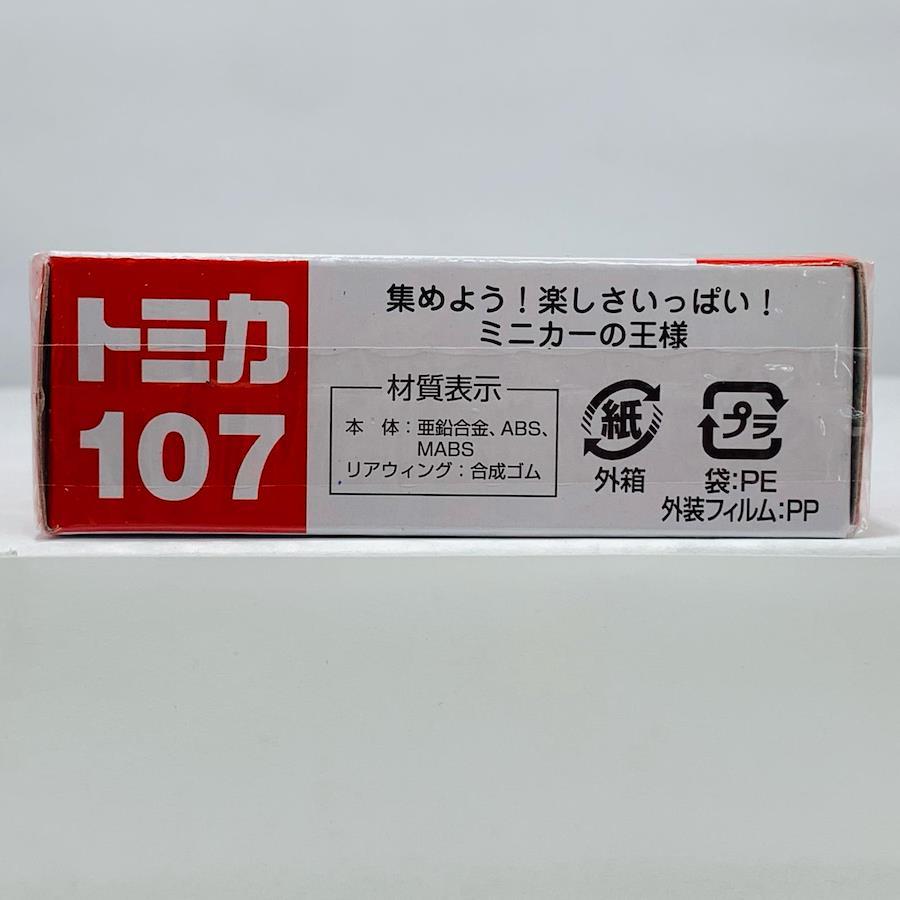 トミカ
107
集めよう！楽しさいっぱい！
ミニカーの王様
材質表示
本　体：亜鉛合金、ABS、
MABS
リアウィング：合成ゴム
紙
外箱
プラ
袋:PE
外装フィルム:PP